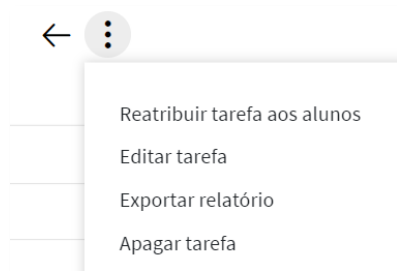 Reatribuir tarefa aos alunos
Editar tarefa
Exportar relatório
Apagar tarefa